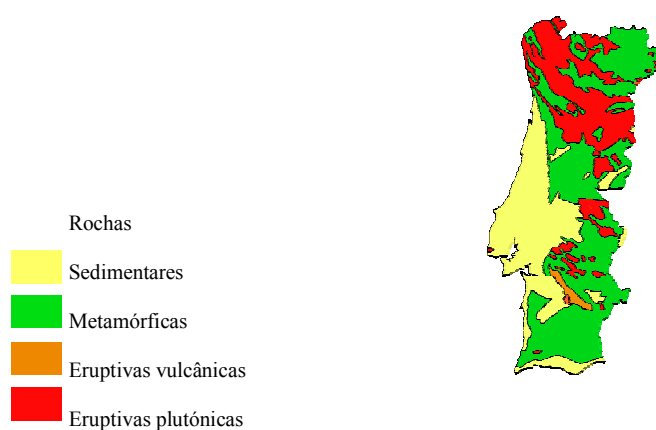 Rochas
Sedimentares
Metamórficas
Eruptivas vulcânicas
Eruptivas plutónicas